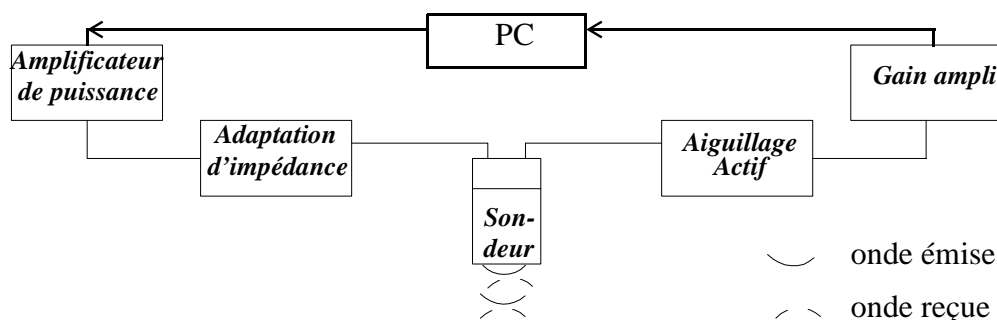 PC
Amplificateur
de puissance
Gain ampli
Adaptation
d'impédance
Aiguillage
Actif
Son-
deur
onde émise
onde reçue